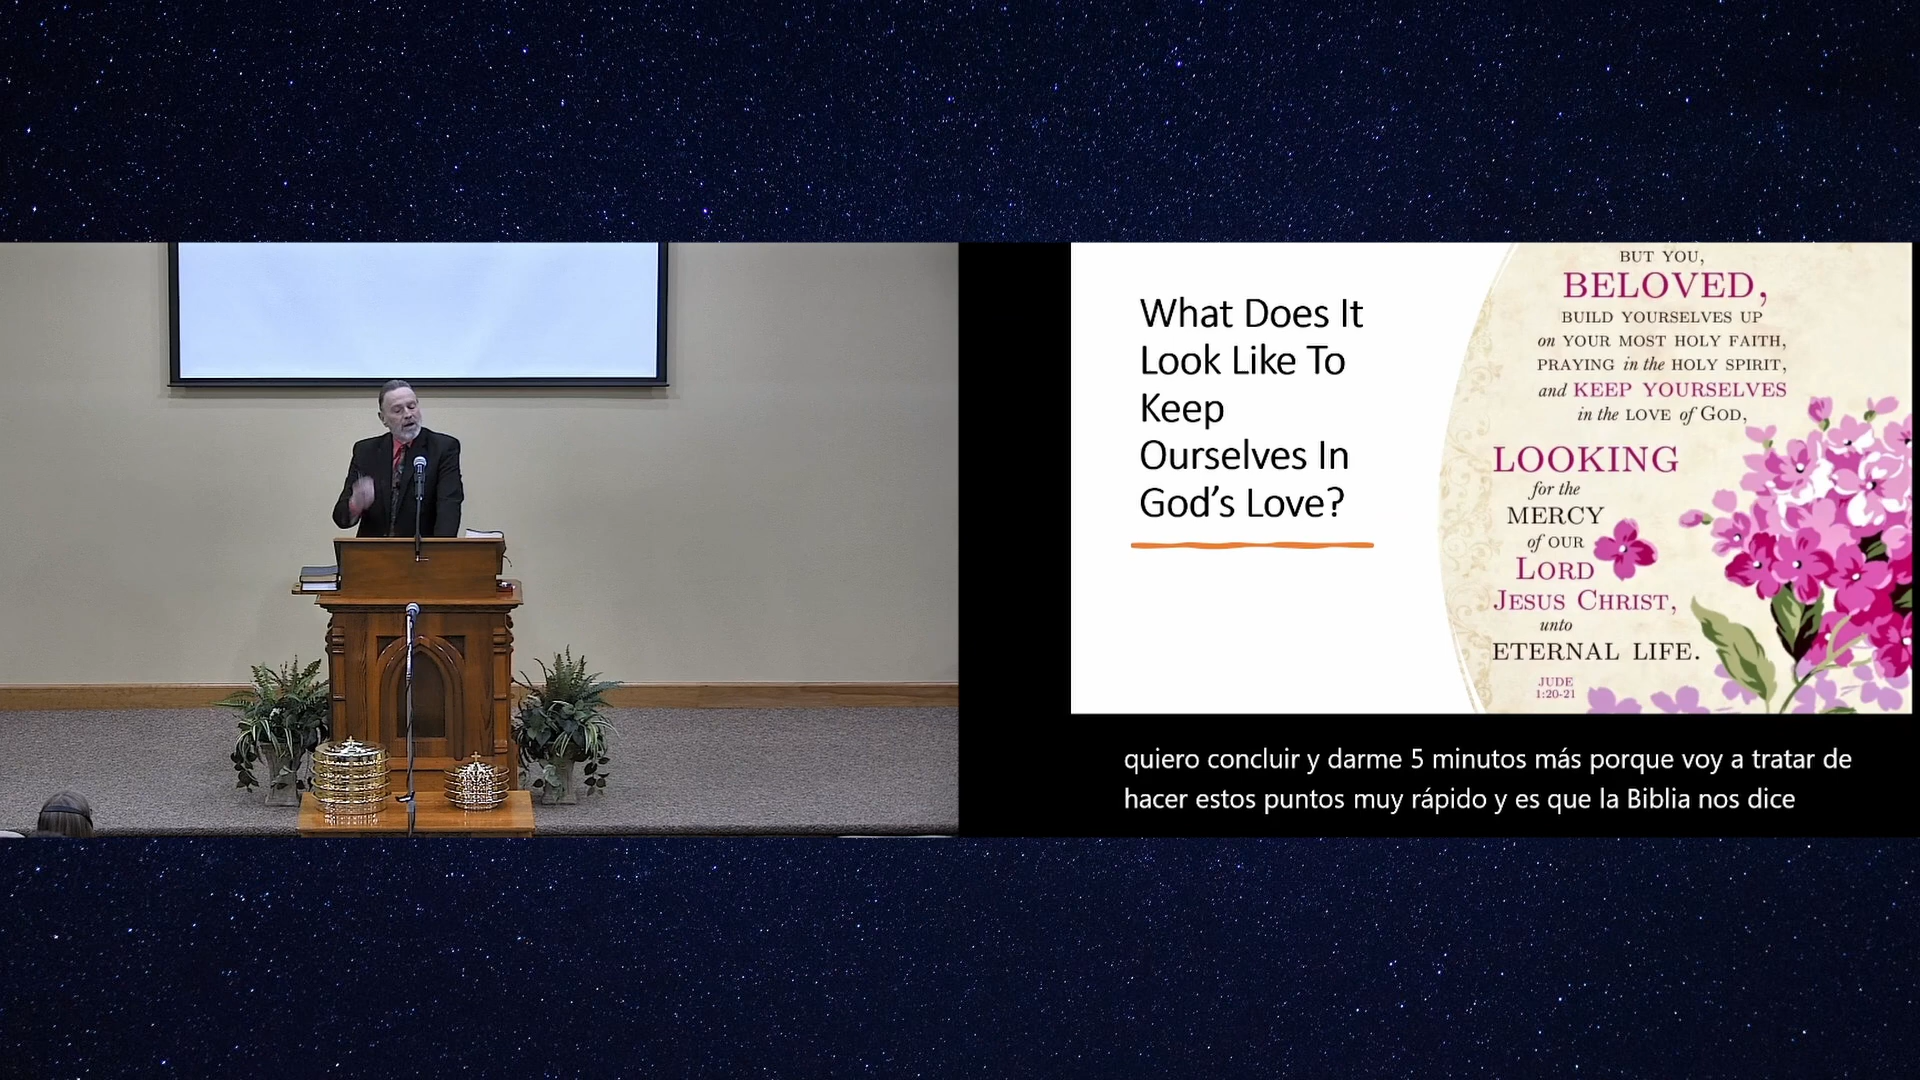 What Does It
Look Like To
Keep
Ourselves In
God's Love?
BUT YOU,
BELOVED,
BUILD YOURSELVES UP
on YOUR MOST HOLY FAITH,
PRAYING in the HOLY SPIRIT,
and KEEP YOURSELVES
in the LOVE of GOD,
LOOKING
for the
MERCY
of OUR
LORD
JESUS CHRIST,
unto
ETERNAL LIFE.
JUDE
1:20-21
quiero concluir y darme 5 minutos más porque voy a tratar de
hacer estos puntos muy rápido y es que la Biblia nos dice